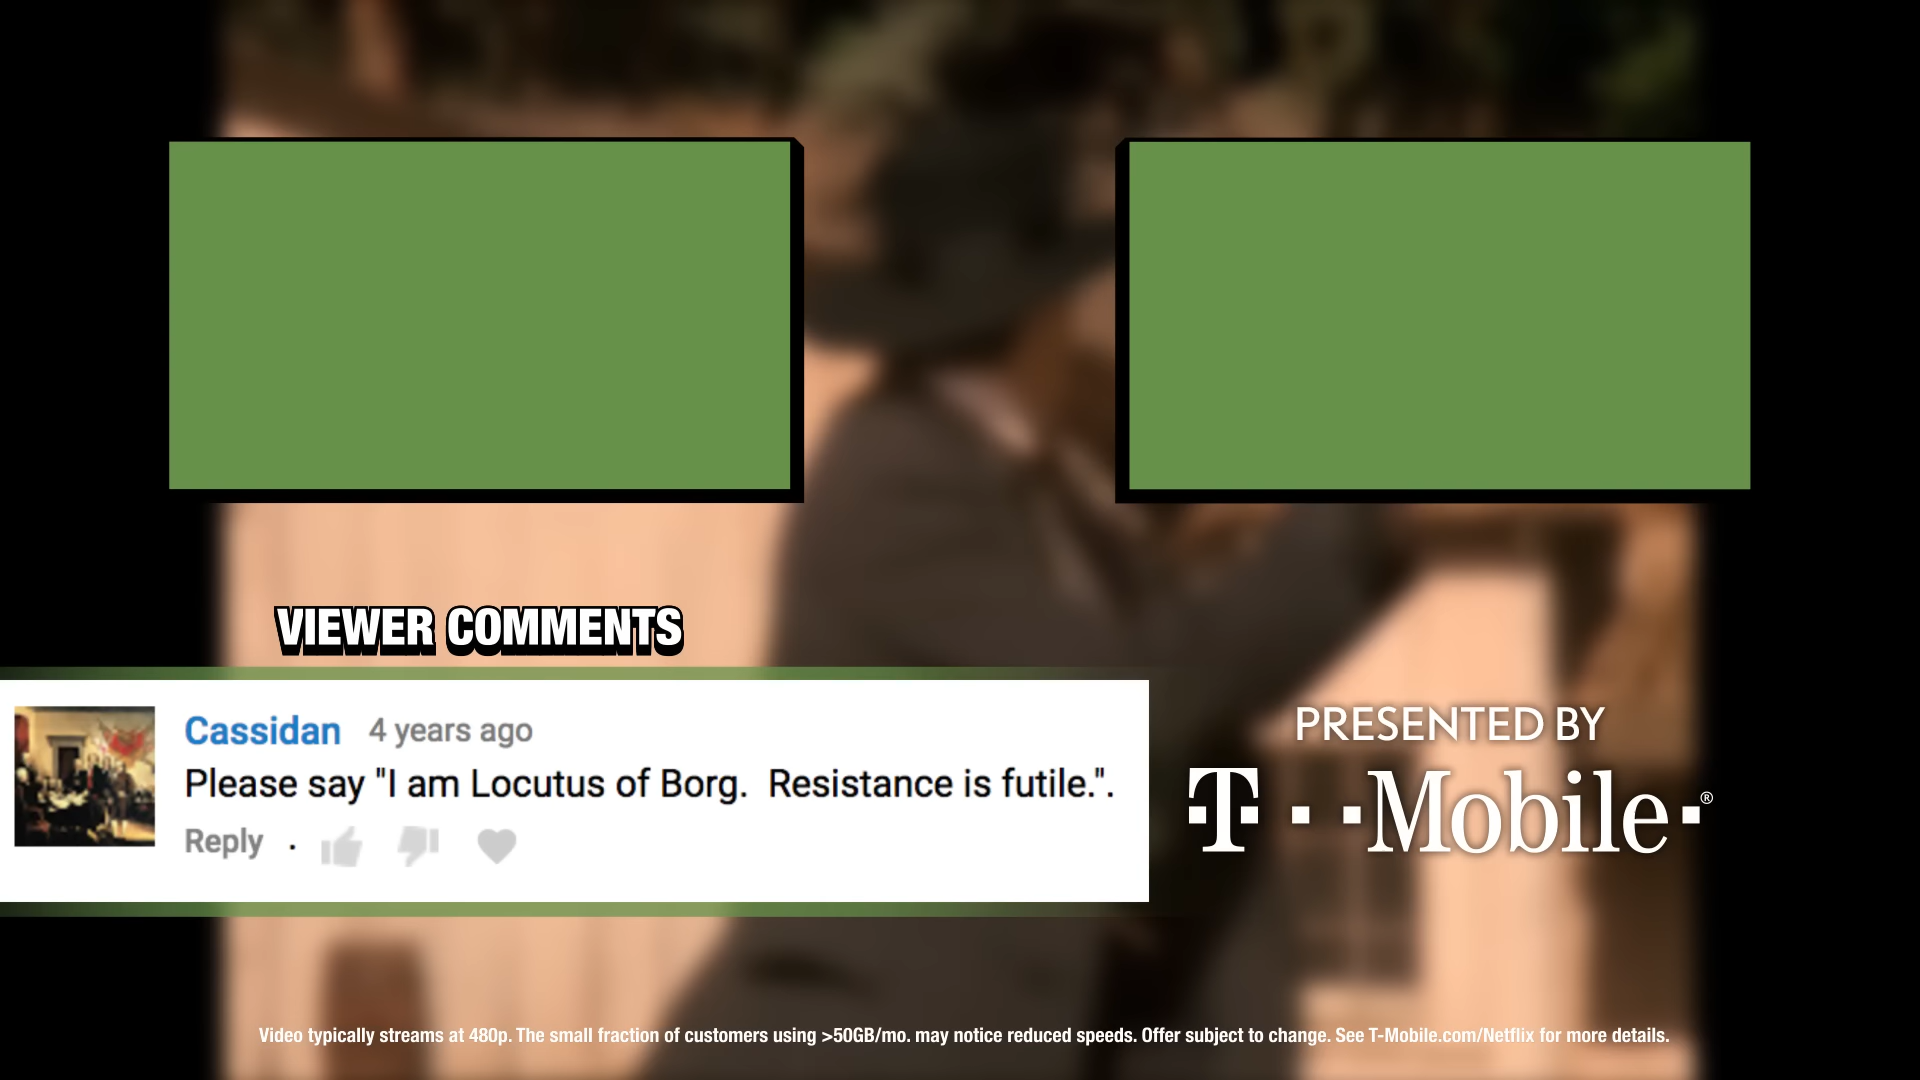 VIEWER COMMENTS
Cassidan 4 years ago
Please say "I am Locutus of Borg.  Resistance is futile.".
Reply ·
PRESENTED BY
T··Mobile·®
Video typically streams at 480p. The small fraction of customers using >50GB/mo. may notice reduced speeds. Offer subject to change. See T-Mobile.com/Netflix for more details.